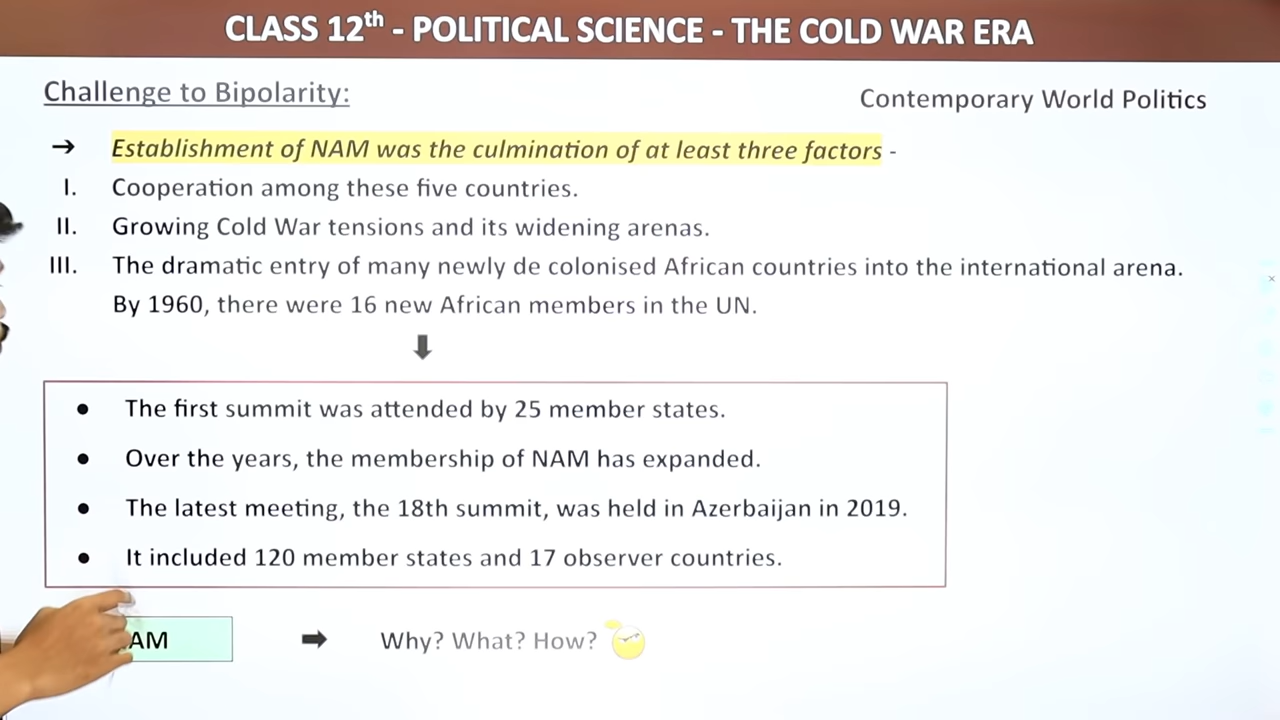 CLASS 12th - POLITICAL SCIENCE - THE COLD WAR ERA
Challenge to Bipolarity:
Contemporary World Politics
➔ Establishment of NAM was the culmination of at least three factors -
I. Cooperation among these five countries.
II. Growing Cold War tensions and its widening arenas.
III. The dramatic entry of many newly de colonised African countries into the international arena.
By 1960, there were 16 new African members in the UN.
● The first summit was attended by 25 member states.
● Over the years, the membership of NAM has expanded.
● The latest meeting, the 18th summit, was held in Azerbaijan in 2019.
● It included 120 member states and 17 observer countries.
AM
Why? What? How?